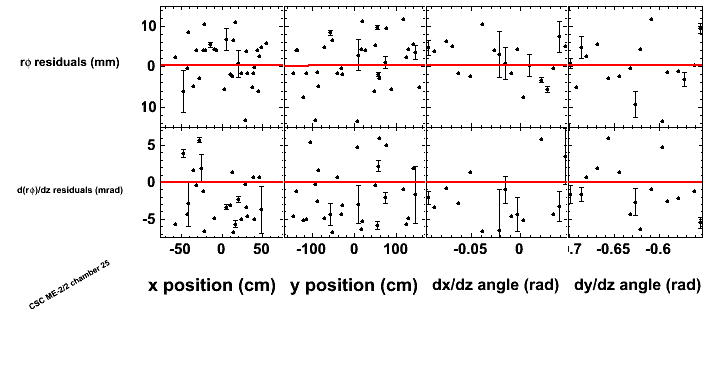 10
5
0
10
rϕ residuals (mm)
5
0
-5
d(rϕ)/dz residuals (mrad)
-50 0 50
-100 0 100
-0.05 0
.7 -0.65 -0.6
x position (cm)
y position (cm)
dx/dz angle (rad)
dy/dz angle (rad)
CSC ME-2/2 chamber 25